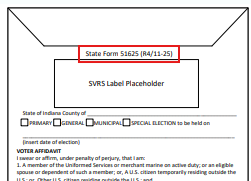 State Form 51625 (R4/11-25)
SVRS Label Placeholder
State of Indiana County of
PRIMARY GENERAL MUNICIPAL SPECIAL ELECTION to be held on
(insert date of election)
VOTER AFFIDAVIT
I swear or affirm, under penalty of perjury, that I am:
1. A member of the Uniformed Services or merchant marine on active duty; or an eligible
spouse or dependent of such a member; or, A U.S. citizen temporarily residing outside the
U.S.; or, Other U.S. citizen residing outside the U.S.; and